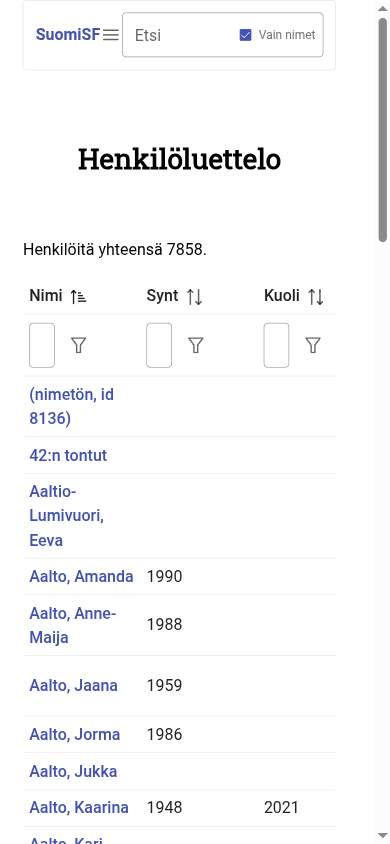 SuomiSF
Etsi
Vain nimet
Henkilöluettelo
Henkilöitä yhteensä 7858.
Nimi Synt Kuoli
(nimetön, id
8136)
42:n tontut
Aaltio-
Lumivuori,
Eeva
Aalto, Amanda 1990
Aalto, Anne-
Maija 1988
Aalto, Jaana 1959
Aalto, Jorma 1986
Aalto, Jukka
Aalto, Kaarina 1948 2021
Aalto, Kari